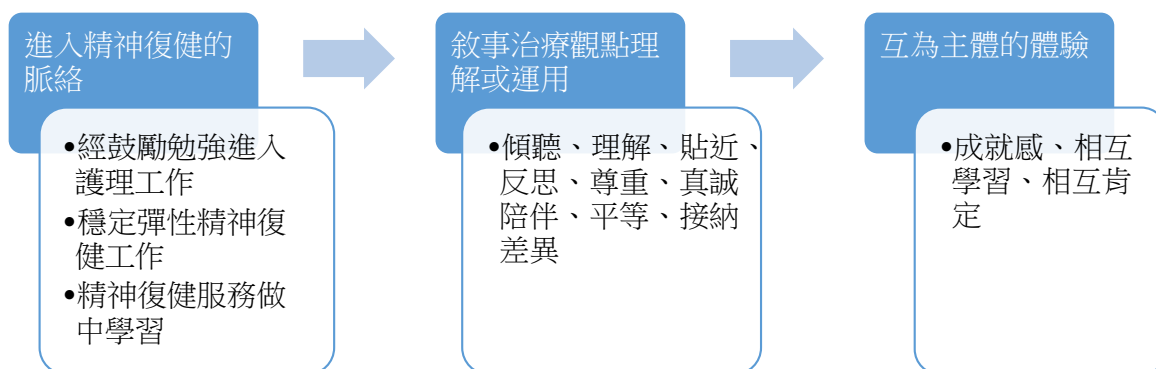 進入精神復健的
脈絡
•經鼓勵勉強進入
護理工作
•穩定彈性精神復
健工作
•精神復健服務做
中學習
敘事治療觀點理
解或運用
•傾聽、理解、貼近、
反思、尊重、真誠
陪伴、平等、接納
差異
互為主體的體驗
•成就感、相互
學習、相互肯
定